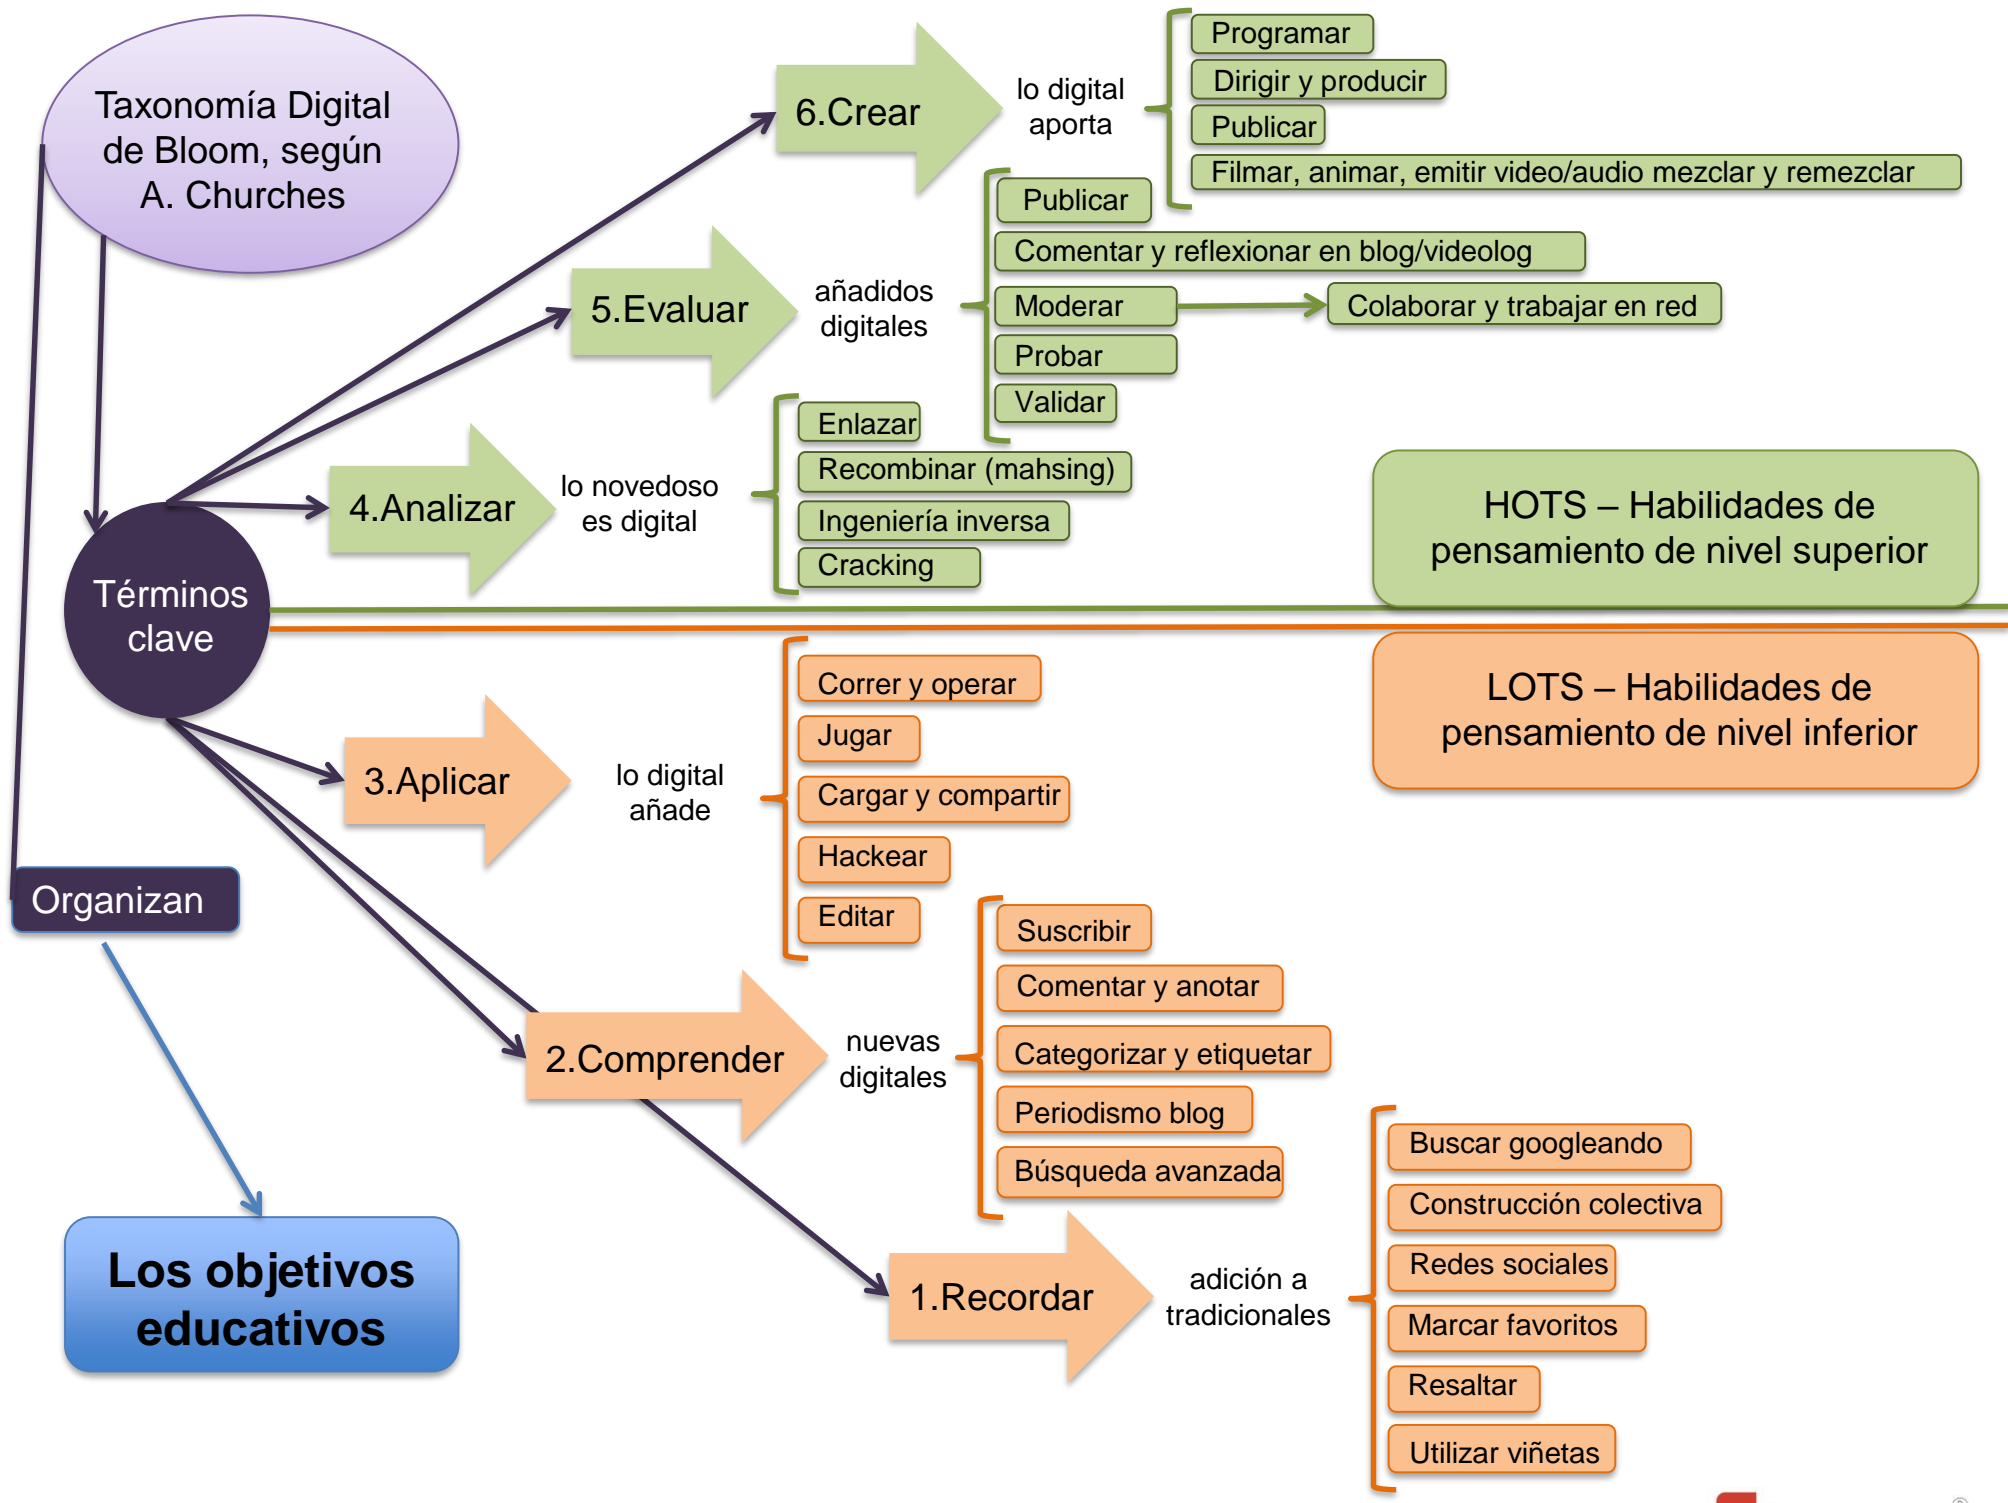 Taxonomía Digital
de Bloom, según
A. Churches
6.Crear
lo digital
aporta
Programar
Dirigir y producir
Publicar
Filmar, animar, emitir video/audio mezclar y remezclar
5.Evaluar
añadidos
digitales
Publicar
Comentar y reflexionar en blog/videolog
Moderar
Colaborar y trabajar en red
Probar
Validar
4.Analizar
lo novedoso
es digital
Enlazar
Recombinar (mahsing)
Ingeniería inversa
Cracking
HOTS – Habilidades de
pensamiento de nivel superior
Términos
clave
LOTS – Habilidades de
pensamiento de nivel inferior
3.Aplicar
lo digital
añade
Correr y operar
Jugar
Cargar y compartir
Hackear
Editar
Organizan
2.Comprender
nuevas
digitales
Suscribir
Comentar y anotar
Categorizar y etiquetar
Periodismo blog
Búsqueda avanzada
Los objetivos
educativos
1.Recordar
adición a
tradicionales
Buscar googleando
Construcción colectiva
Redes sociales
Marcar favoritos
Resaltar
Utilizar viñetas